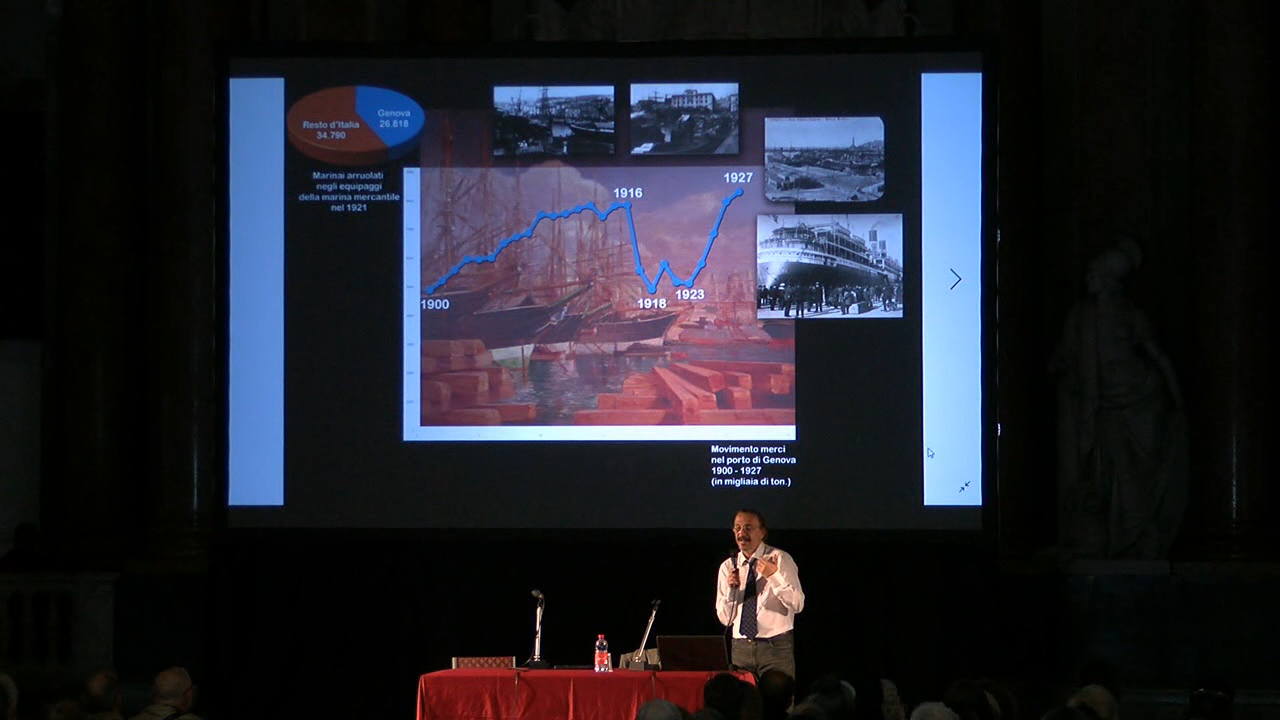 Genova
26.818
Resto d'Italia
34.790
Marinai arruolati
negli equipaggi
della marina mercantile
nel 1921
1900
1916
1918
1923
1927
Movimento merci
nel porto di Genova
1900 - 1927
(in migliaia di ton.)